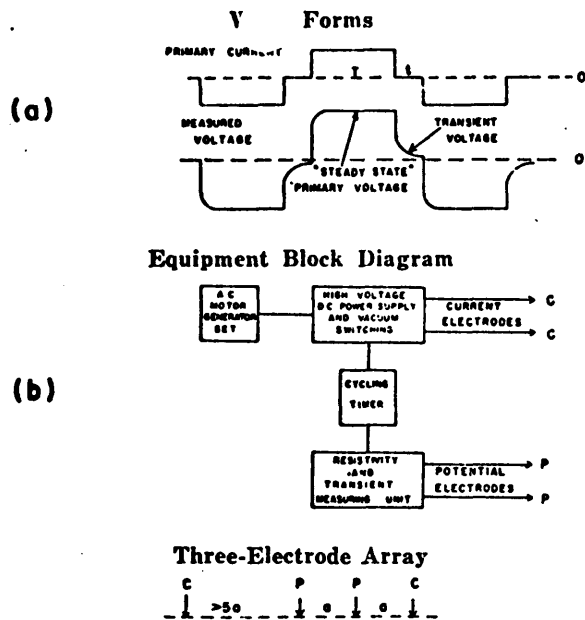 V Forms
PRIMARY CURRENT
T t
O
(a)
MEASURED
VOLTAGE
TRANSIENT
VOLTAGE
O
"STEADY STATE"
PRIMARY VOLTAGE
Equipment Block Diagram
AC
MOTOR
GENERATOR
SET
HIGH VOLTAGE
DC POWER SUPPLY
AND VACUUM
SWITCHING
CURRENT
ELECTRODES
C
C
(b)
CYCLING
TIMER
RESISTIVITY
AND
TRANSIENT
MEASURING UNIT
POTENTIAL
ELECTRODES
P
P
Three-Electrode Array
C P P C
>5a a a